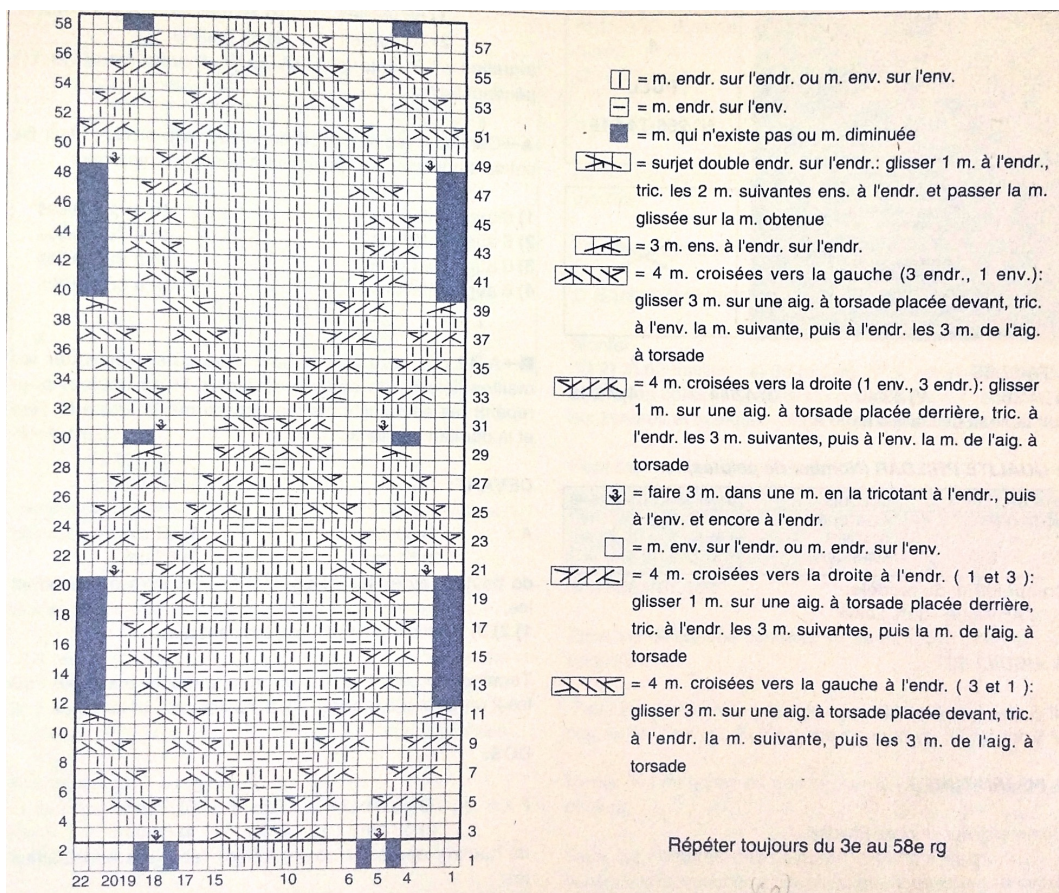 58
57
56
55
54
53
52
51
50
49
48
47
46
45
44
43
42
41
40
39
38
37
36
35
34
33
32
31
30
29
28
27
26
25
24
23
22
21
20
19
18
17
16
15
14
13
12
11
10
9
8
7
6
5
4
3
2
1
22 2019 18 17 15 10 6 5 4 1
= m. endr. sur l'endr. ou m. env. sur l'env.
= m. endr. sur l'env.
= m. qui n'existe pas ou m. diminuée
= surjet double endr. sur l'endr.: glisser 1 m. à l'endr.,
tric. les 2 m. suivantes ens. à l'endr. et passer la m.
glissée sur la m. obtenue
= 3 m. ens. à l'endr. sur l'endr.
= 4 m. croisées vers la gauche (3 endr., 1 env.):
glisser 3 m. sur une aig. à torsade placée devant, tric.
à l'env. la m. suivante, puis à l'endr. les 3 m. de l'aig.
à torsade
= 4 m. croisées vers la droite (1 env., 3 endr.): glisser
1 m. sur une aig. à torsade placée derrière, tric. à
l'endr. les 3 m. suivantes, puis à l'env. la m. de l'aig. à
torsade
3 = faire 3 m. dans une m. en la tricotant à l'endr., puis
à l'env. et encore à l'endr.
= m. env. sur l'endr. ou m. endr. sur l'env.
= 4 m. croisées vers la droite à l'endr. ( 1 et 3 ):
glisser 1 m. sur une aig. à torsade placée derrière,
tric. à l'endr. les 3 m. suivantes, puis la m. de l'aig. à
torsade
= 4 m. croisées vers la gauche à l'endr. ( 3 et 1 ):
glisser 3 m. sur une aig. à torsade placée devant, tric.
à l'endr. la m. suivante, puis les 3 m. de l'aig. à
torsade
Répéter toujours du 3e au 58e rg